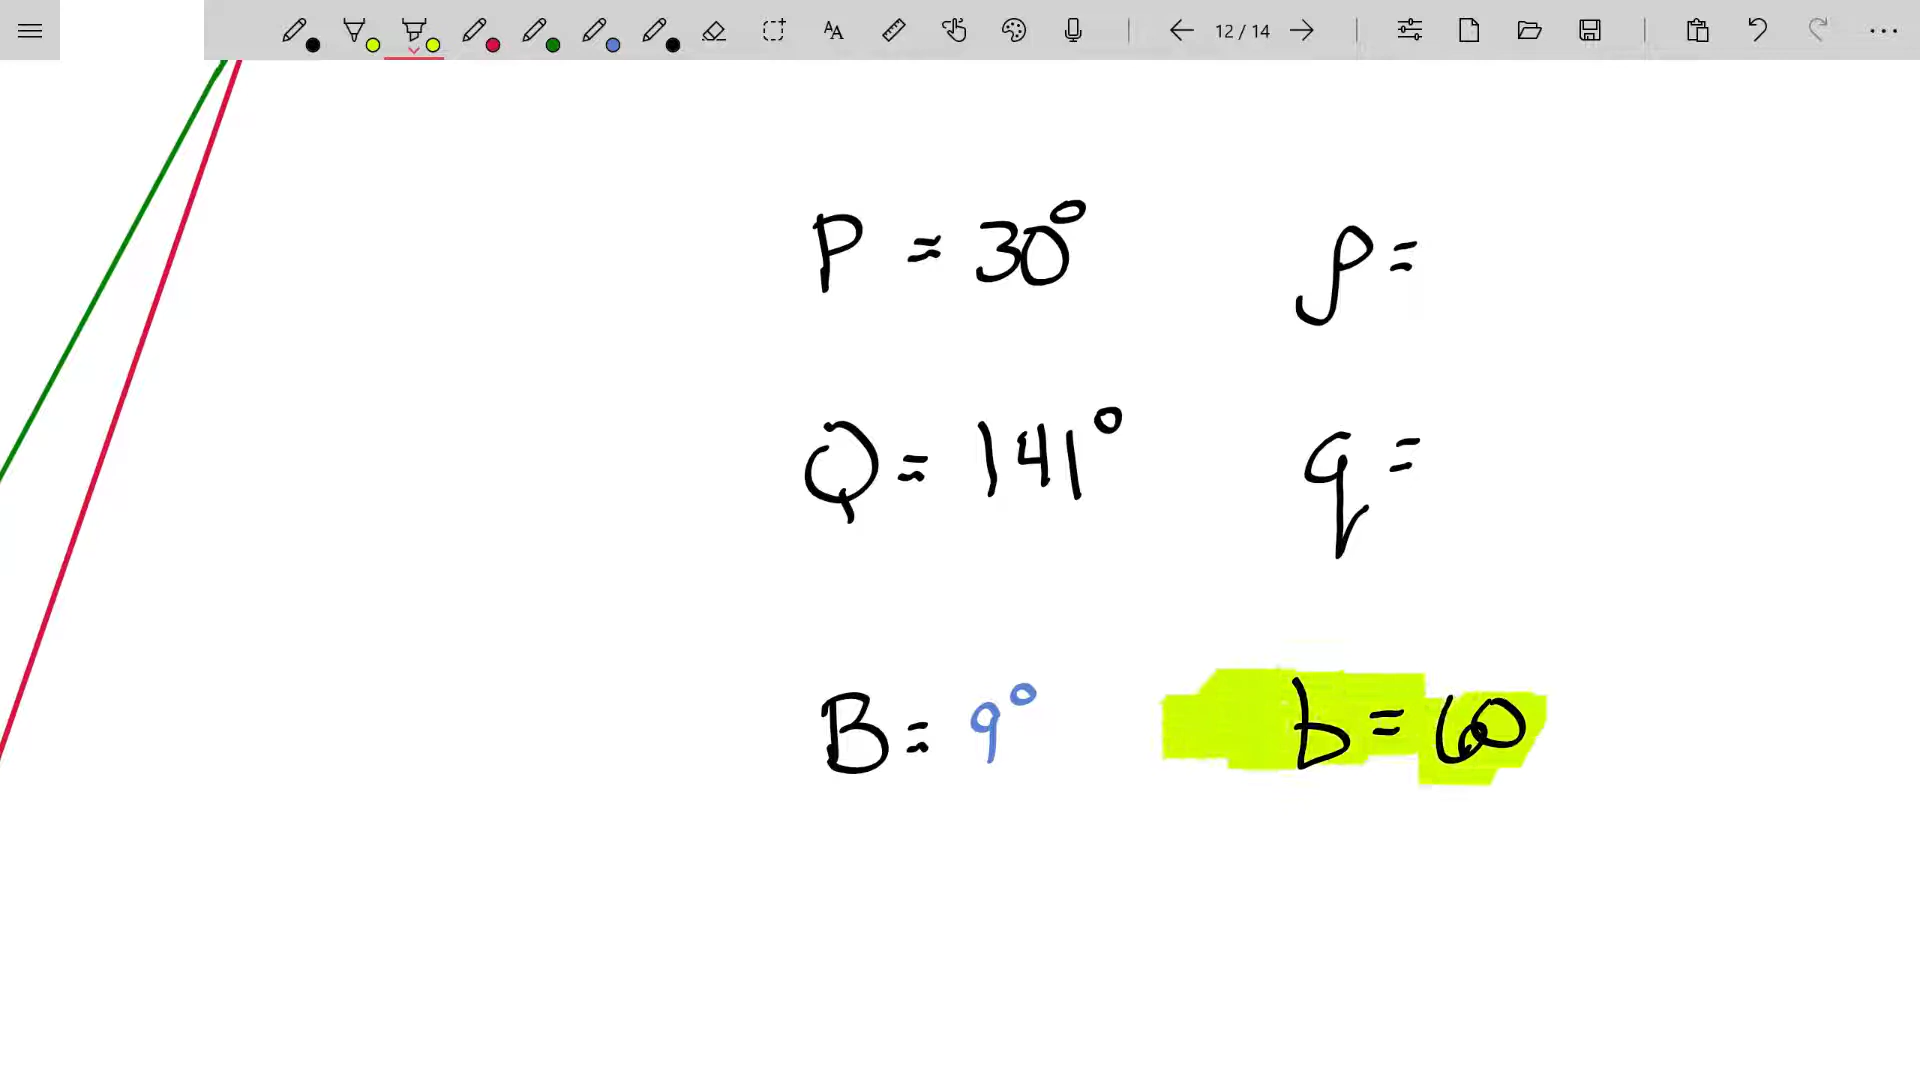 12 / 14
P = 30° p =
Q = 141° q =
B = 9° b = 60